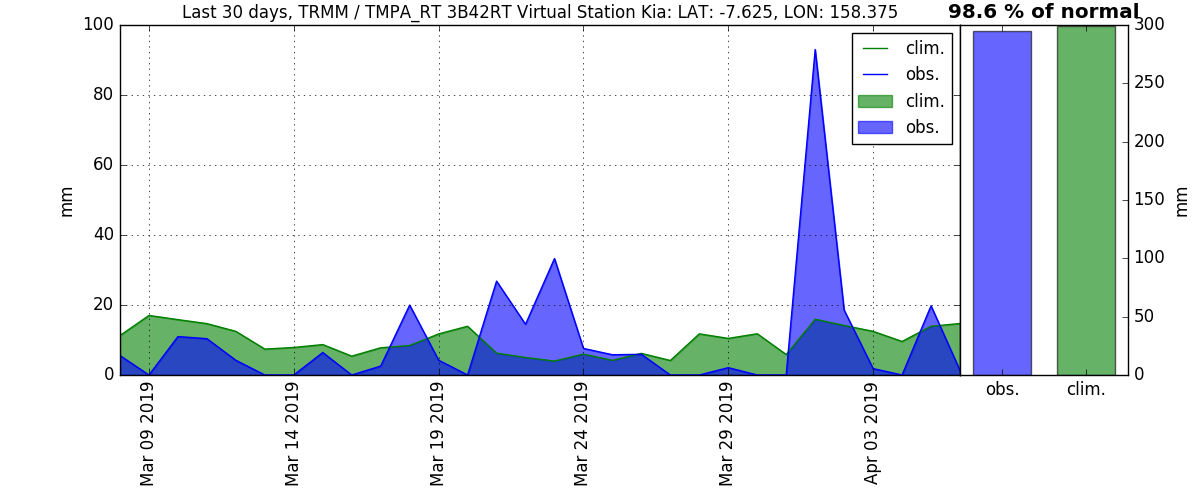 Last 30 days, TRMM / TMPA_RT 3B42RT Virtual Station Kia: LAT: -7.625, LON: 158.375
98.6 % of normal
100
80
60
40
20
0
mm
clim.
obs.
clim.
obs.
Mar 09 2019
Mar 14 2019
Mar 19 2019
Mar 24 2019
Mar 29 2019
Apr 03 2019
300
250
200
150
100
50
0
mm
obs.
clim.